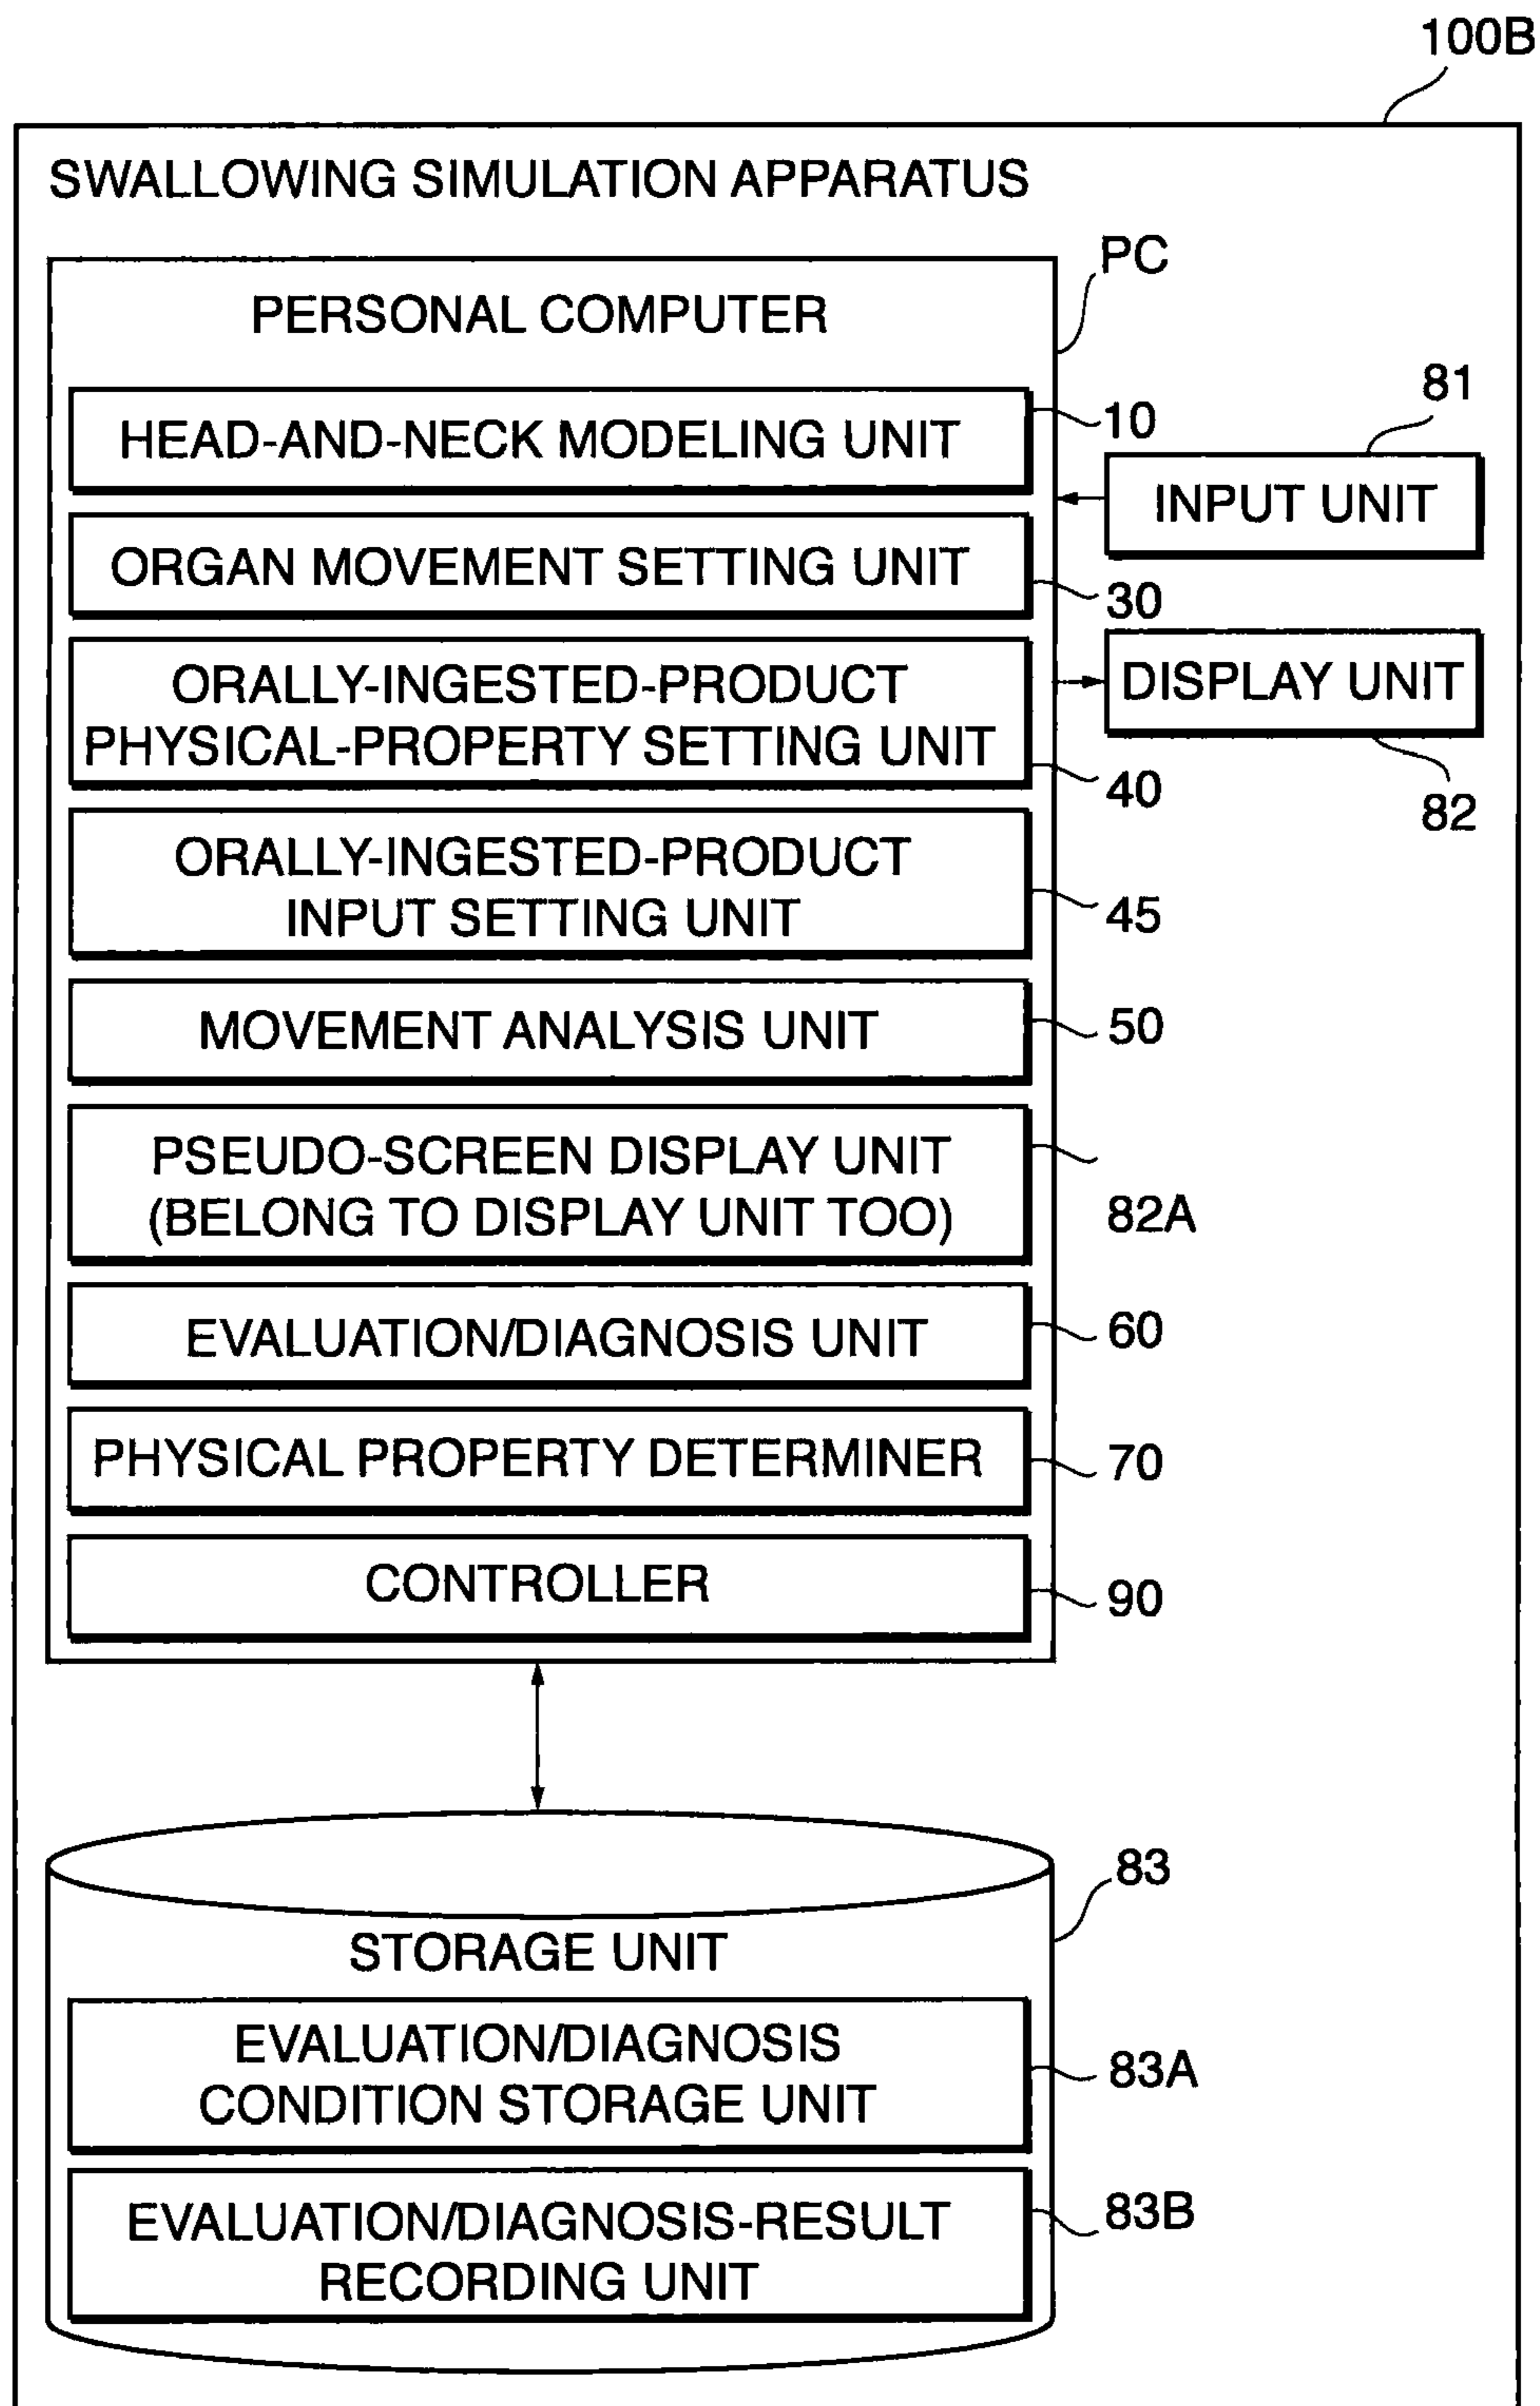 100B
SWALLOWING SIMULATION APPARATUS
PC
PERSONAL COMPUTER
HEAD-AND-NECK MODELING UNIT
10
81
INPUT UNIT
ORGAN MOVEMENT SETTING UNIT
30
DISPLAY UNIT
82
ORALLY-INGESTED-PRODUCT
PHYSICAL-PROPERTY SETTING UNIT
40
ORALLY-INGESTED-PRODUCT
INPUT SETTING UNIT
45
MOVEMENT ANALYSIS UNIT
50
PSEUDO-SCREEN DISPLAY UNIT
(BELONG TO DISPLAY UNIT TOO)
82A
EVALUATION/DIAGNOSIS UNIT
60
PHYSICAL PROPERTY DETERMINER
70
CONTROLLER
90
83
STORAGE UNIT
EVALUATION/DIAGNOSIS
CONDITION STORAGE UNIT
83A
EVALUATION/DIAGNOSIS-RESULT
RECORDING UNIT
83B